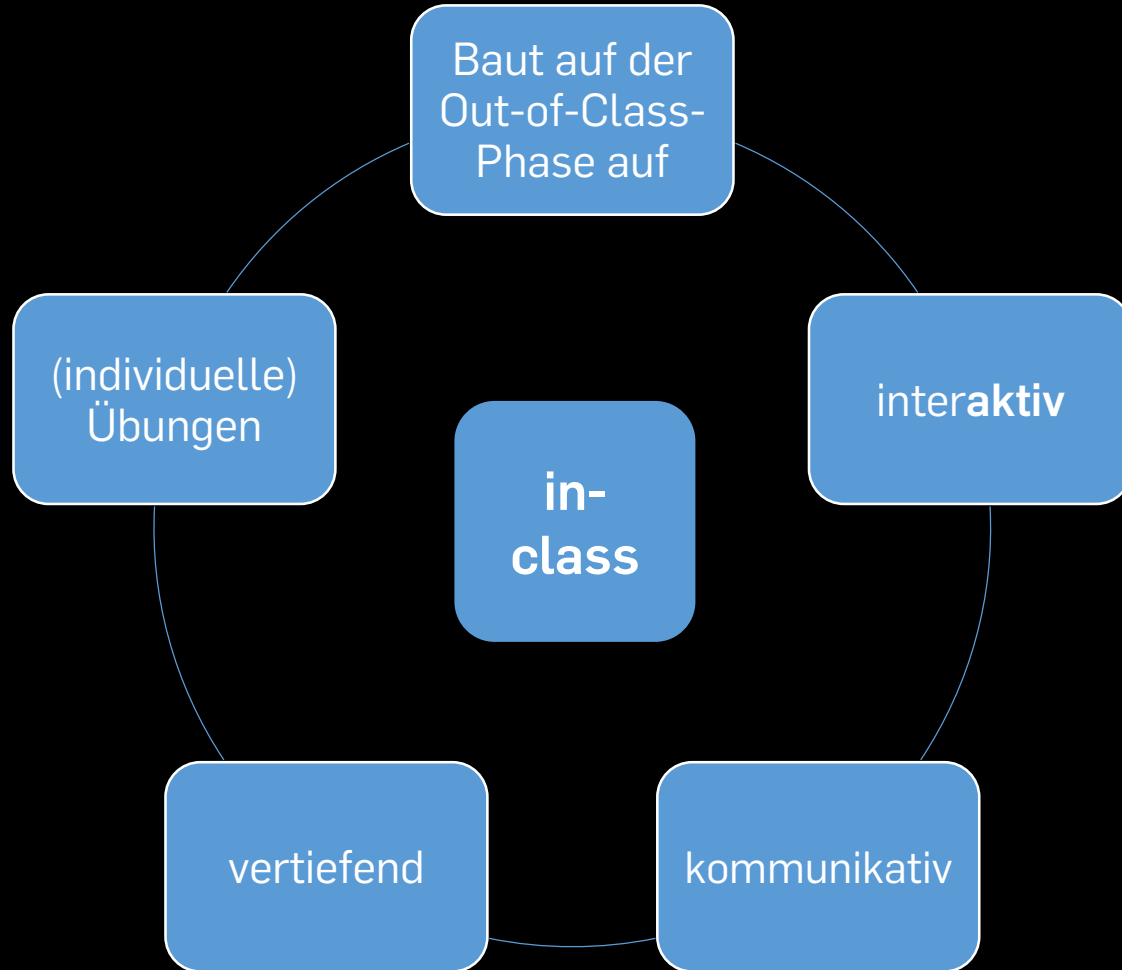 Baut auf der
Out-of-Class-
Phase auf
(individuelle)
Übungen
interaktiv
in-
class
vertiefend
kommunikativ